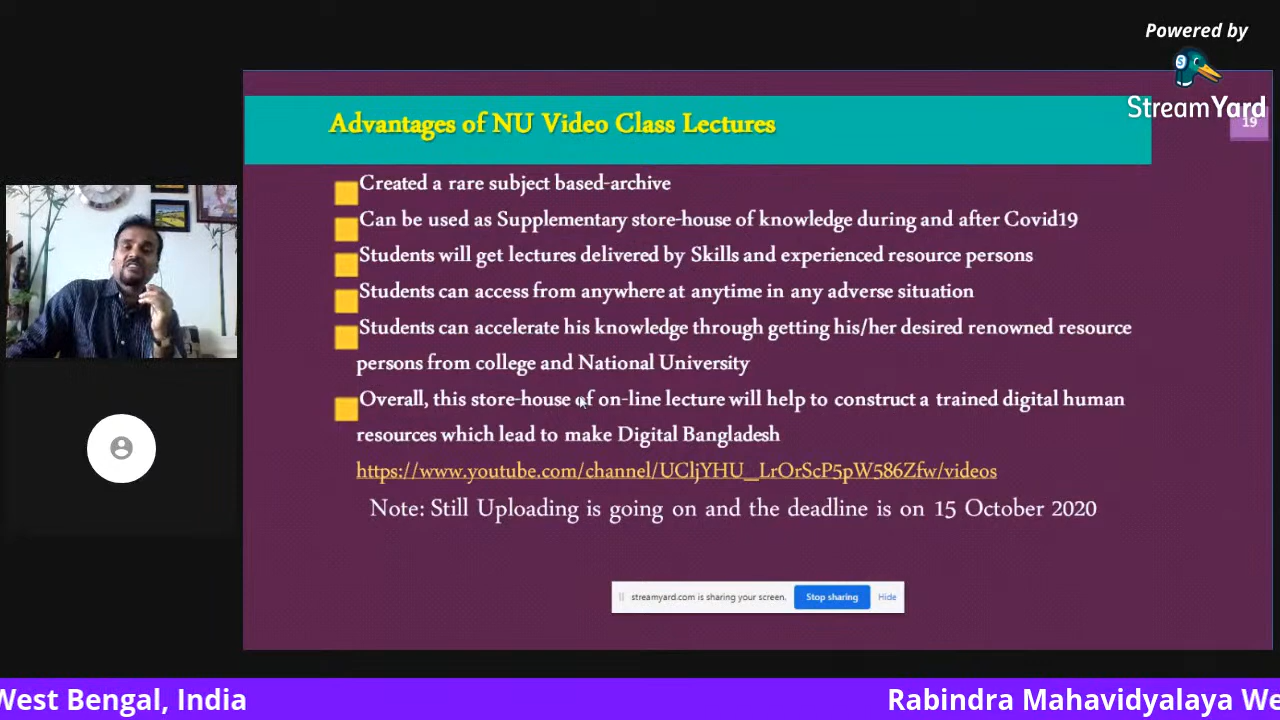 Powered by
StreamYard
19
Advantages of NU Video Class Lectures
Created a rare subject based-archive
Can be used as Supplementary store-house of knowledge during and after Covid19
Students will get lectures delivered by Skills and experienced resource persons
Students can access from anywhere at anytime in any adverse situation
Students can accelerate his knowledge through getting his/her desired renowned resource
persons from college and National University
Overall, this store-house of on-line lecture will help to construct a trained digital human
resources which lead to make Digital Bangladesh
https://www.youtube.com/channel/UCljYHU_LrOrScP5pW586Zfw/videos
Note: Still Uploading is going on and the deadline is on 15 October 2020
streamyard.com is sharing your screen. Stop sharing Hide
West Bengal, India Rabindra Mahavidyalaya We